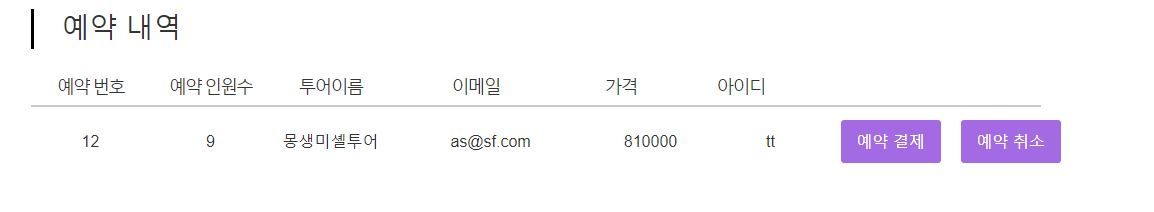 예약 내역
예약 번호 예약 인원수 투어이름 이메일 가격 아이디
12 9 몽생미셸투어 as@sf.com 810000 tt 예약 결제 예약 취소